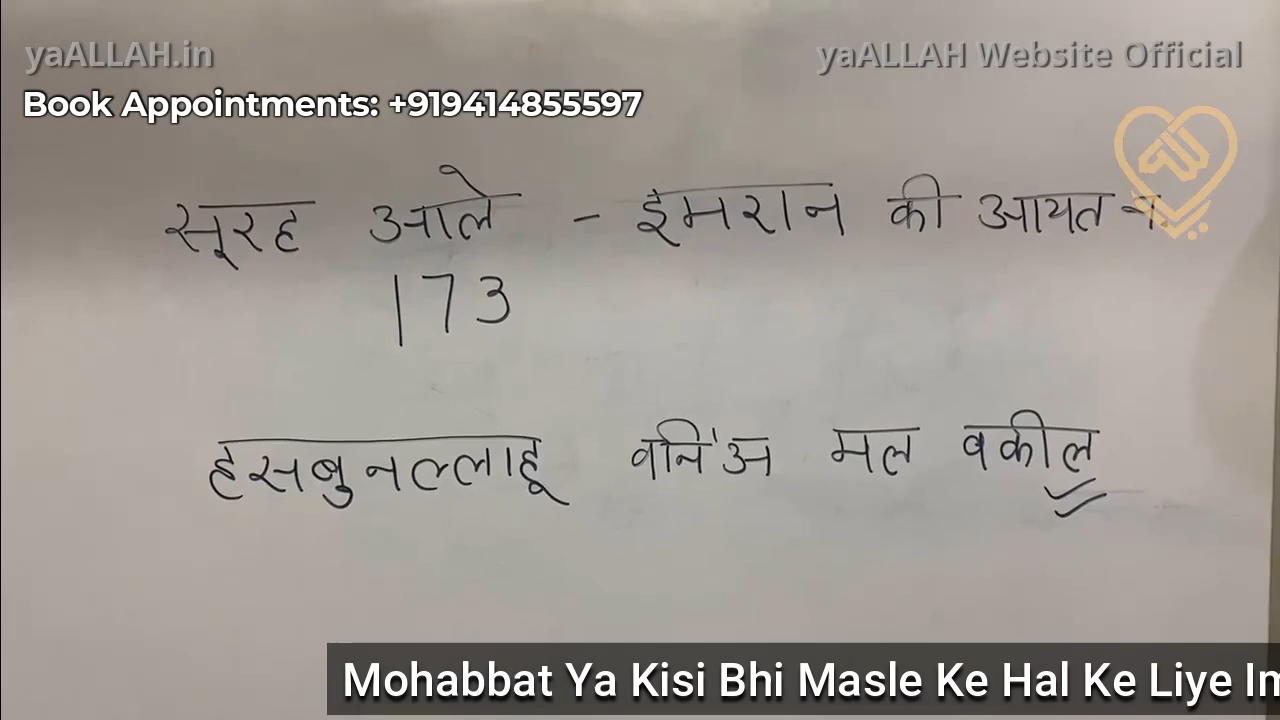 yaALLAH.in
yaALLAH Website Official
Book Appointments: +919414855597
सूरह आले - इमरान की आयत न.
173
हसबुनल्लाहू वनि'अ मल वकील
Mohabbat Ya Kisi Bhi Masle Ke Hal Ke Liye